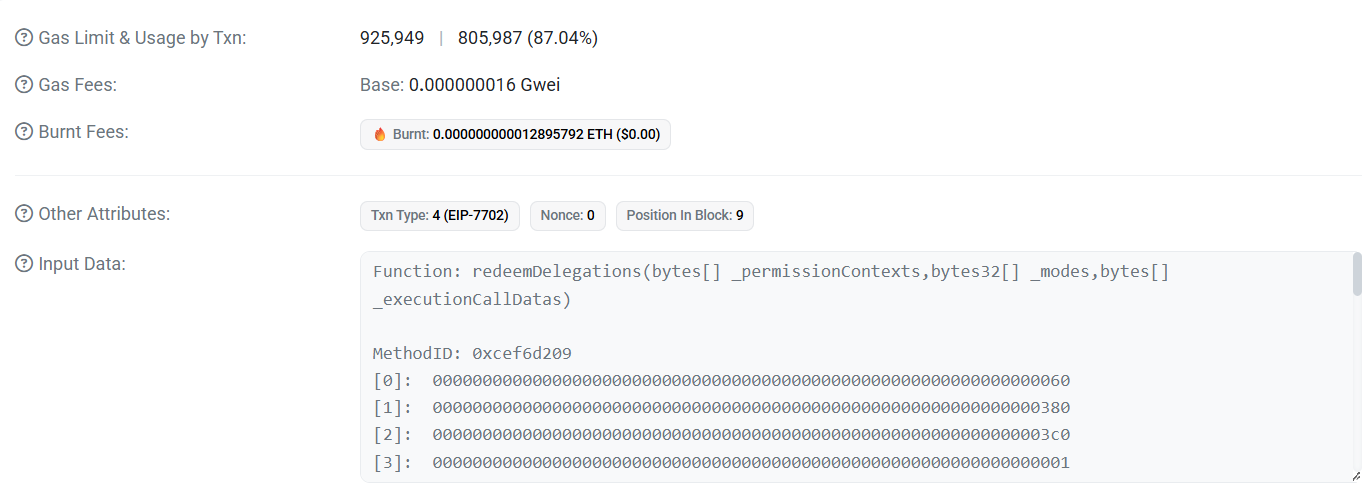 Gas Limit & Usage by Txn: 925,949 | 805,987 (87.04%)
Gas Fees: Base: 0.000000016 Gwei
Burnt Fees: Burnt: 0.000000000012895792 ETH ($0.00)
Other Attributes: Txn Type: 4 (EIP-7702) Nonce: 0 Position In Block: 9
Input Data: Function: redeemDelegations(bytes[] _permissionContexts,bytes32[] _modes,bytes[]
_executionCallDatas)
MethodID: 0xcef6d209
[0]: 0000000000000000000000000000000000000000000000000000000000000060
[1]: 0000000000000000000000000000000000000000000000000000000000000380
[2]: 00000000000000000000000000000000000000000000000000000000000003c0
[3]: 0000000000000000000000000000000000000000000000000000000000000001